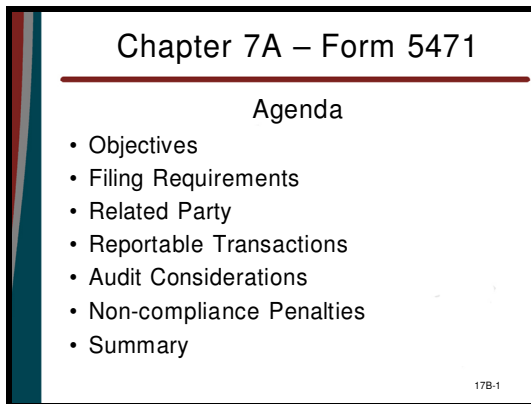 Chapter 7A – Form 5471
Agenda
• Objectives
• Filing Requirements
• Related Party
• Reportable Transactions
• Audit Considerations
• Non-compliance Penalties
• Summary
17B-1